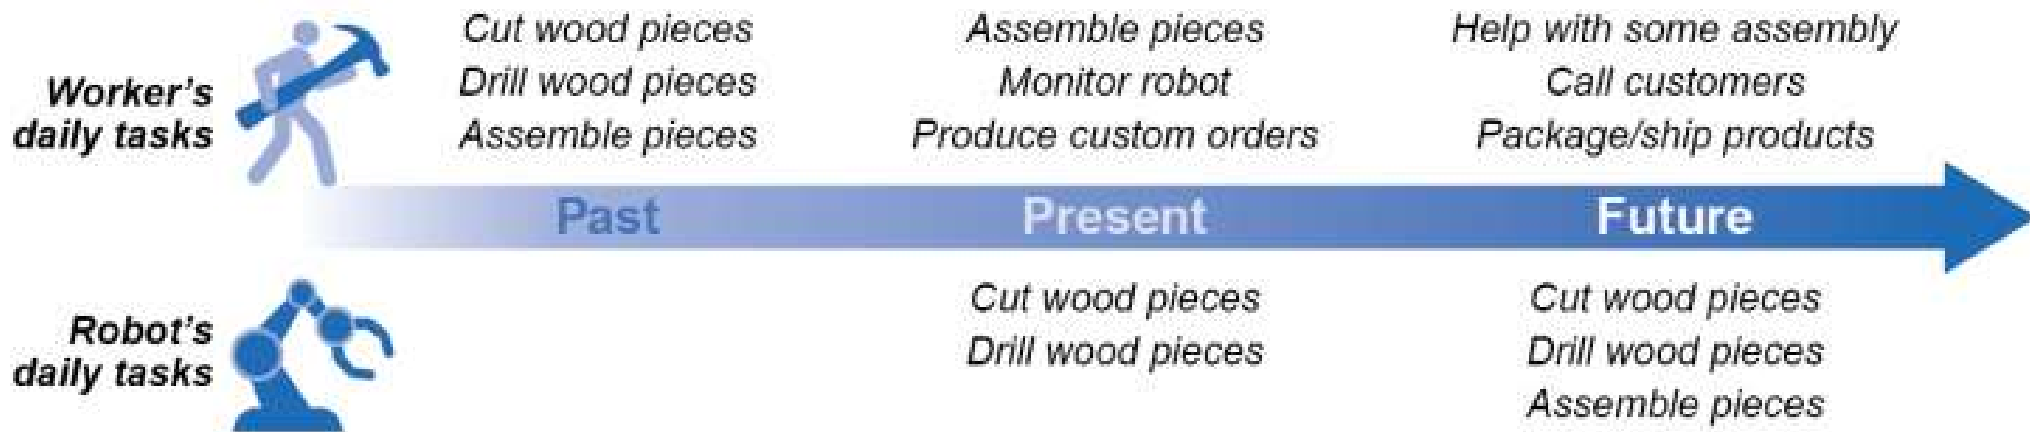 Worker's
daily tasks
Cut wood pieces
Drill wood pieces
Assemble pieces
Assemble pieces
Monitor robot
Produce custom orders
Help with some assembly
Call customers
Package/ship products
Past
Present
Future
Robot's
daily tasks
Cut wood pieces
Drill wood pieces
Cut wood pieces
Drill wood pieces
Assemble pieces